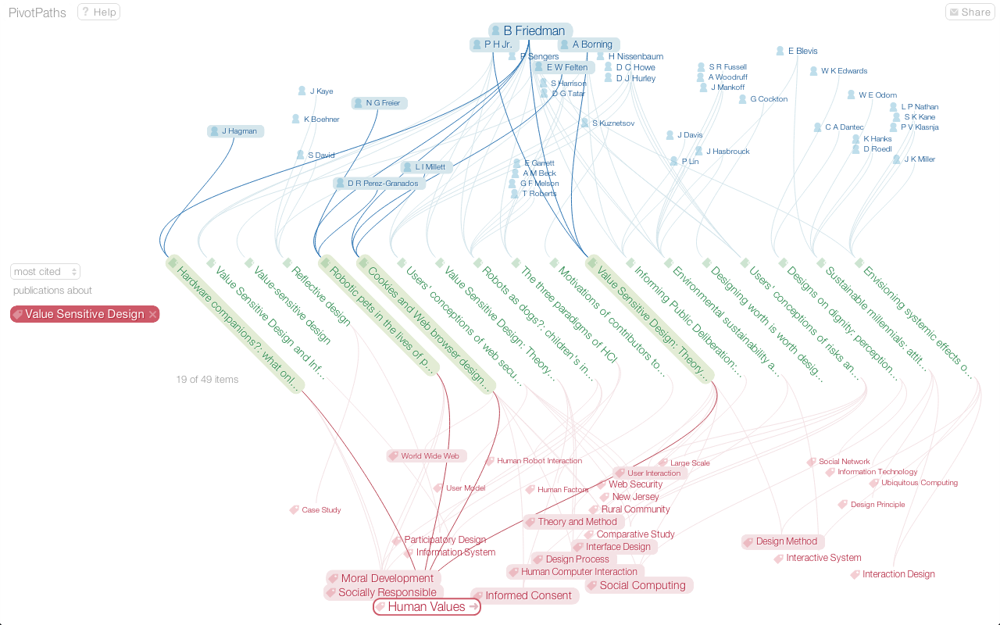 PivotPaths
? Help
Share
B Friedman
P H Jr.
A Borning
P Sengers
H Nissenbaum
E Blevis
E W Felten
D C Howe
D J Hurley
S R Fussell
A Woodruff
J Mankoff
W K Edwards
S Harrison
D G Tatar
J Kaye
N G Freier
G Cockton
W E Odom
L P Nathan
S K Kane
P V Klasnja
K Boehner
S Kuznetsov
C A Dantec
J Hagman
J Davis
K Hanks
D Roedl
S David
J Hasbrouck
P Lin
J K Miller
L I Millett
E Garrett
A M Beck
G F Melson
T Roberts
D R Perez-Granados
most cited
publications about
Value Sensitive Design ×
19 of 49 items
Hardware companions?: what onl...
Value Sensitive Design and Inf...
Value-sensitive design
Reflective design
Robotic pets in the lives of p...
Cookies and Web browser design...
Users' conceptions of web secu...
Value Sensitive Design: Theory...
Robots as dogs?: children's in...
The three paradigms of HCI
Motivations of contributors to...
Value Sensitive Design: Theory...
Informing Public Deliberation:...
Environmental sustainability a...
Designing worth is worth desig...
Users' conceptions of risks an...
Designs on dignity: perception...
Sustainable millennials: attit...
Envisioning systemic effects o...
World Wide Web
Human Robot Interaction
Large Scale
Social Network
User Interaction
Information Technology
Web Security
Ubiquitous Computing
User Model
Human Factors
New Jersey
Design Principle
Case Study
Rural Community
Theory and Method
Comparative Study
Participatory Design
Design Method
Interface Design
Information System
Design Process
Interactive System
Human Computer Interaction
Interaction Design
Moral Development
Social Computing
Socially Responsible
Informed Consent
Human Values